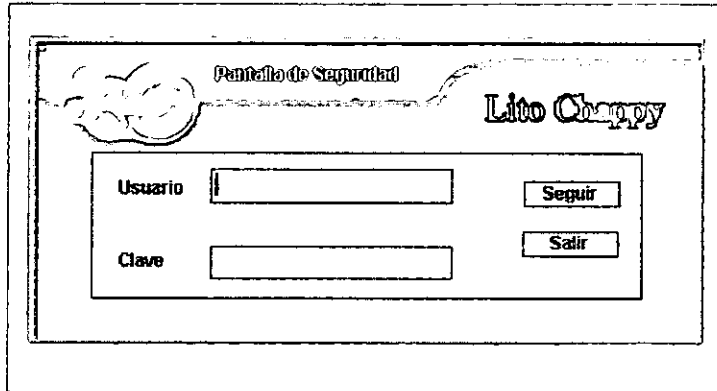 Pantalla de Seguridad
Lito Chappy
Usuario
Seguir
Salir
Clave